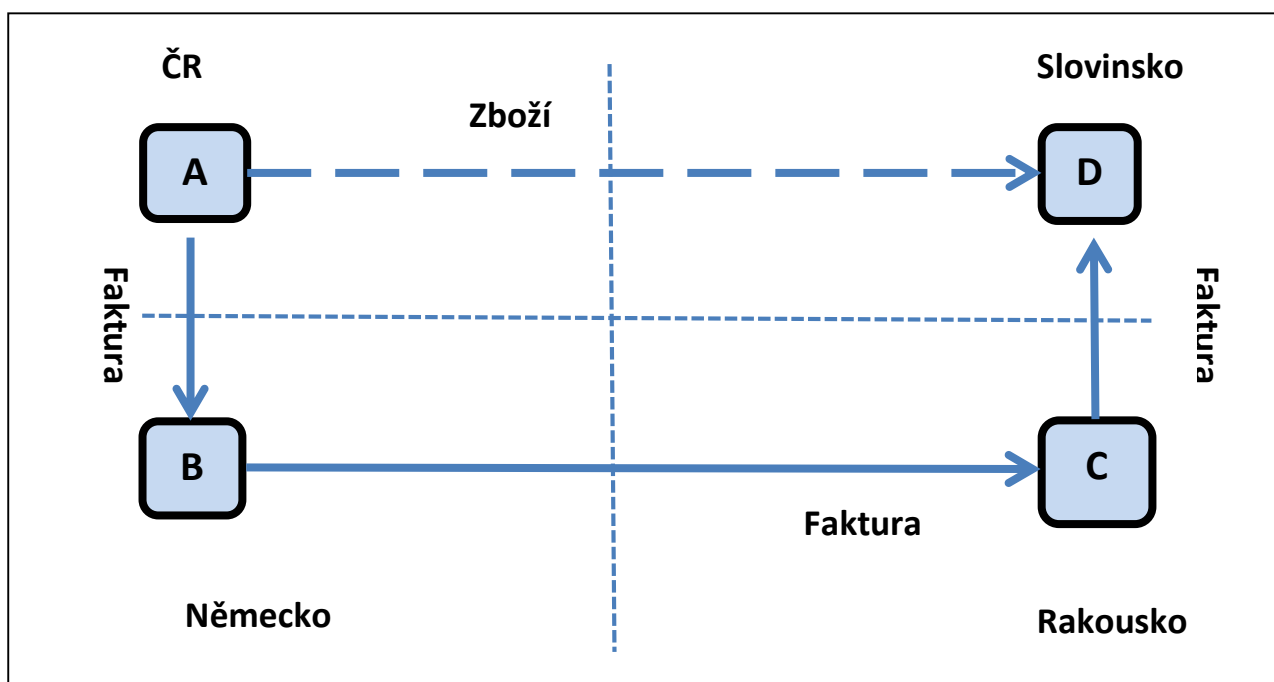 ČR
Slovinsko
Zboží
A
D
Faktura
Faktura
B
C
Faktura
Německo
Rakousko